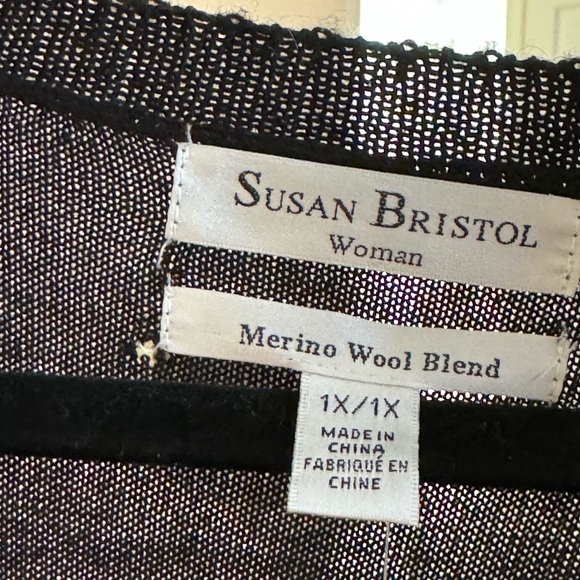 SUSAN BRISTOL
Woman
Merino Wool Blend
1X/1X
MADE IN
CHINA
FABRIQUÉ EN
CHINE